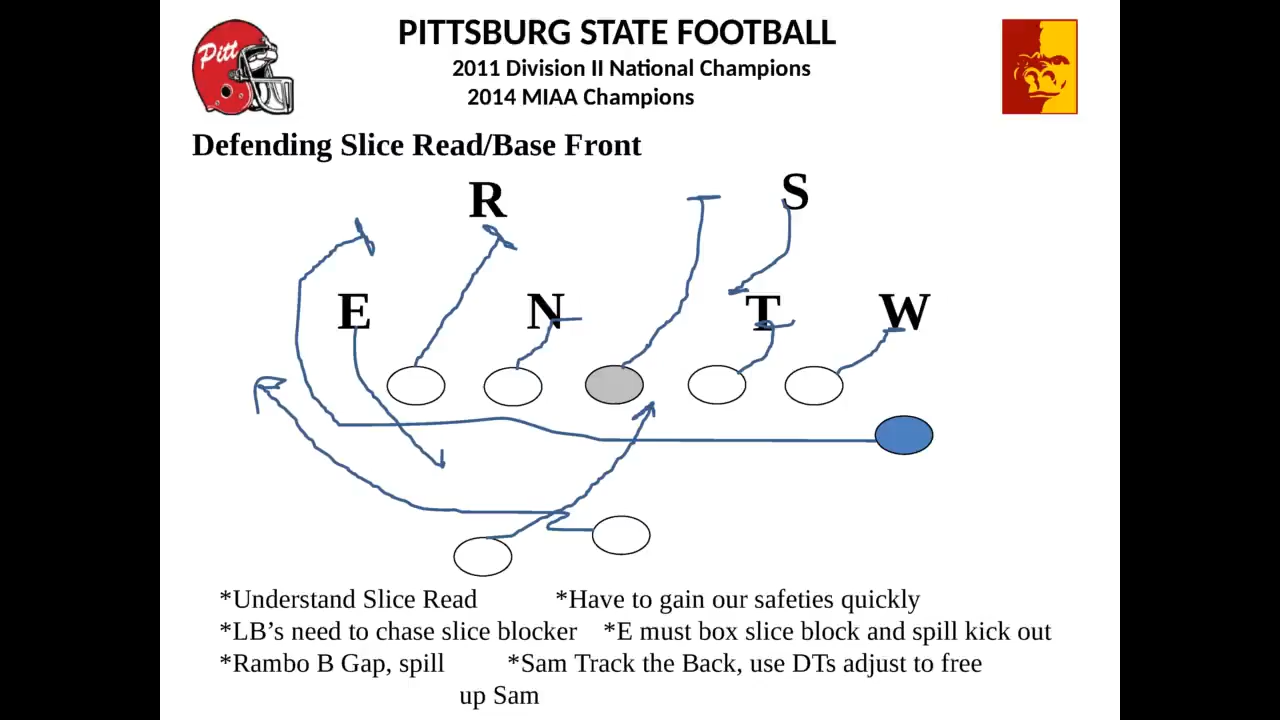 PITTSBURG STATE FOOTBALL
Pitt
2011 Division II National Champions
2014 MIAA Champions
Defending Slice Read/Base Front
R S
E N T W
*Understand Slice Read *Have to gain our safeties quickly
*LB’s need to chase slice blocker *E must box slice block and spill kick out
*Rambo B Gap, spill *Sam Track the Back, use DTs adjust to free
up Sam